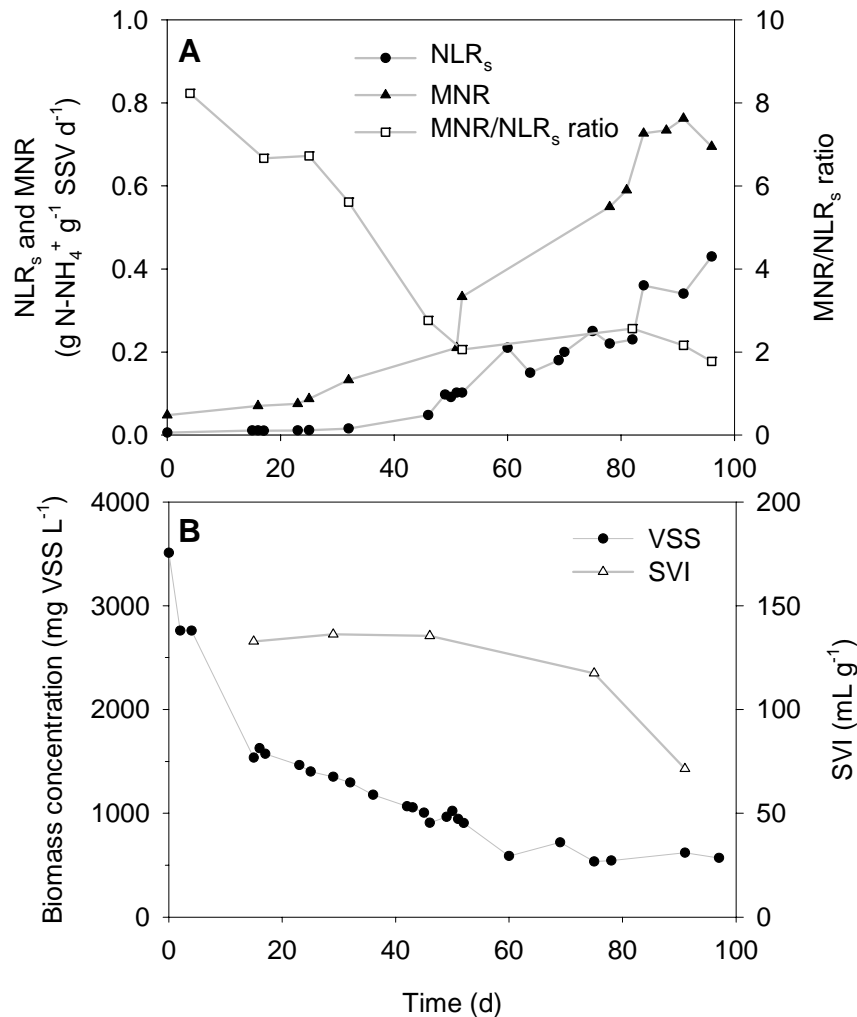 A
NLRs
MNR
MNR/NLRs ratio
NLRs and MNR
(g N-NH4+ g-1 SSV d-1)
MNR/NLRs ratio
1.0
0.8
0.6
0.4
0.2
0.0
10
8
6
4
2
0
0 20 40 60 80 100
B
VSS
SVI
Biomass concentration (mg VSS L-1)
SVI (mL g-1)
4000
3000
2000
1000
0
200
150
100
50
0
0 20 40 60 80 100
Time (d)